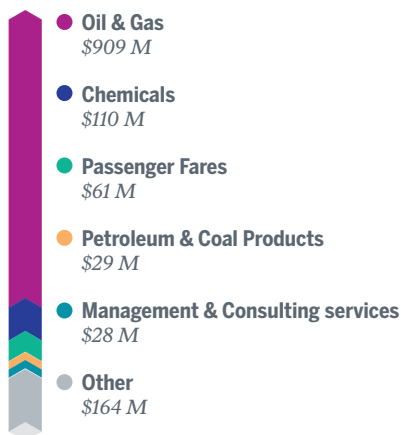 Oil & Gas
$909 M
Chemicals
$110 M
Passenger Fares
$61 M
Petroleum & Coal Products
$29 M
Management & Consulting services
$28 M
Other
$164 M